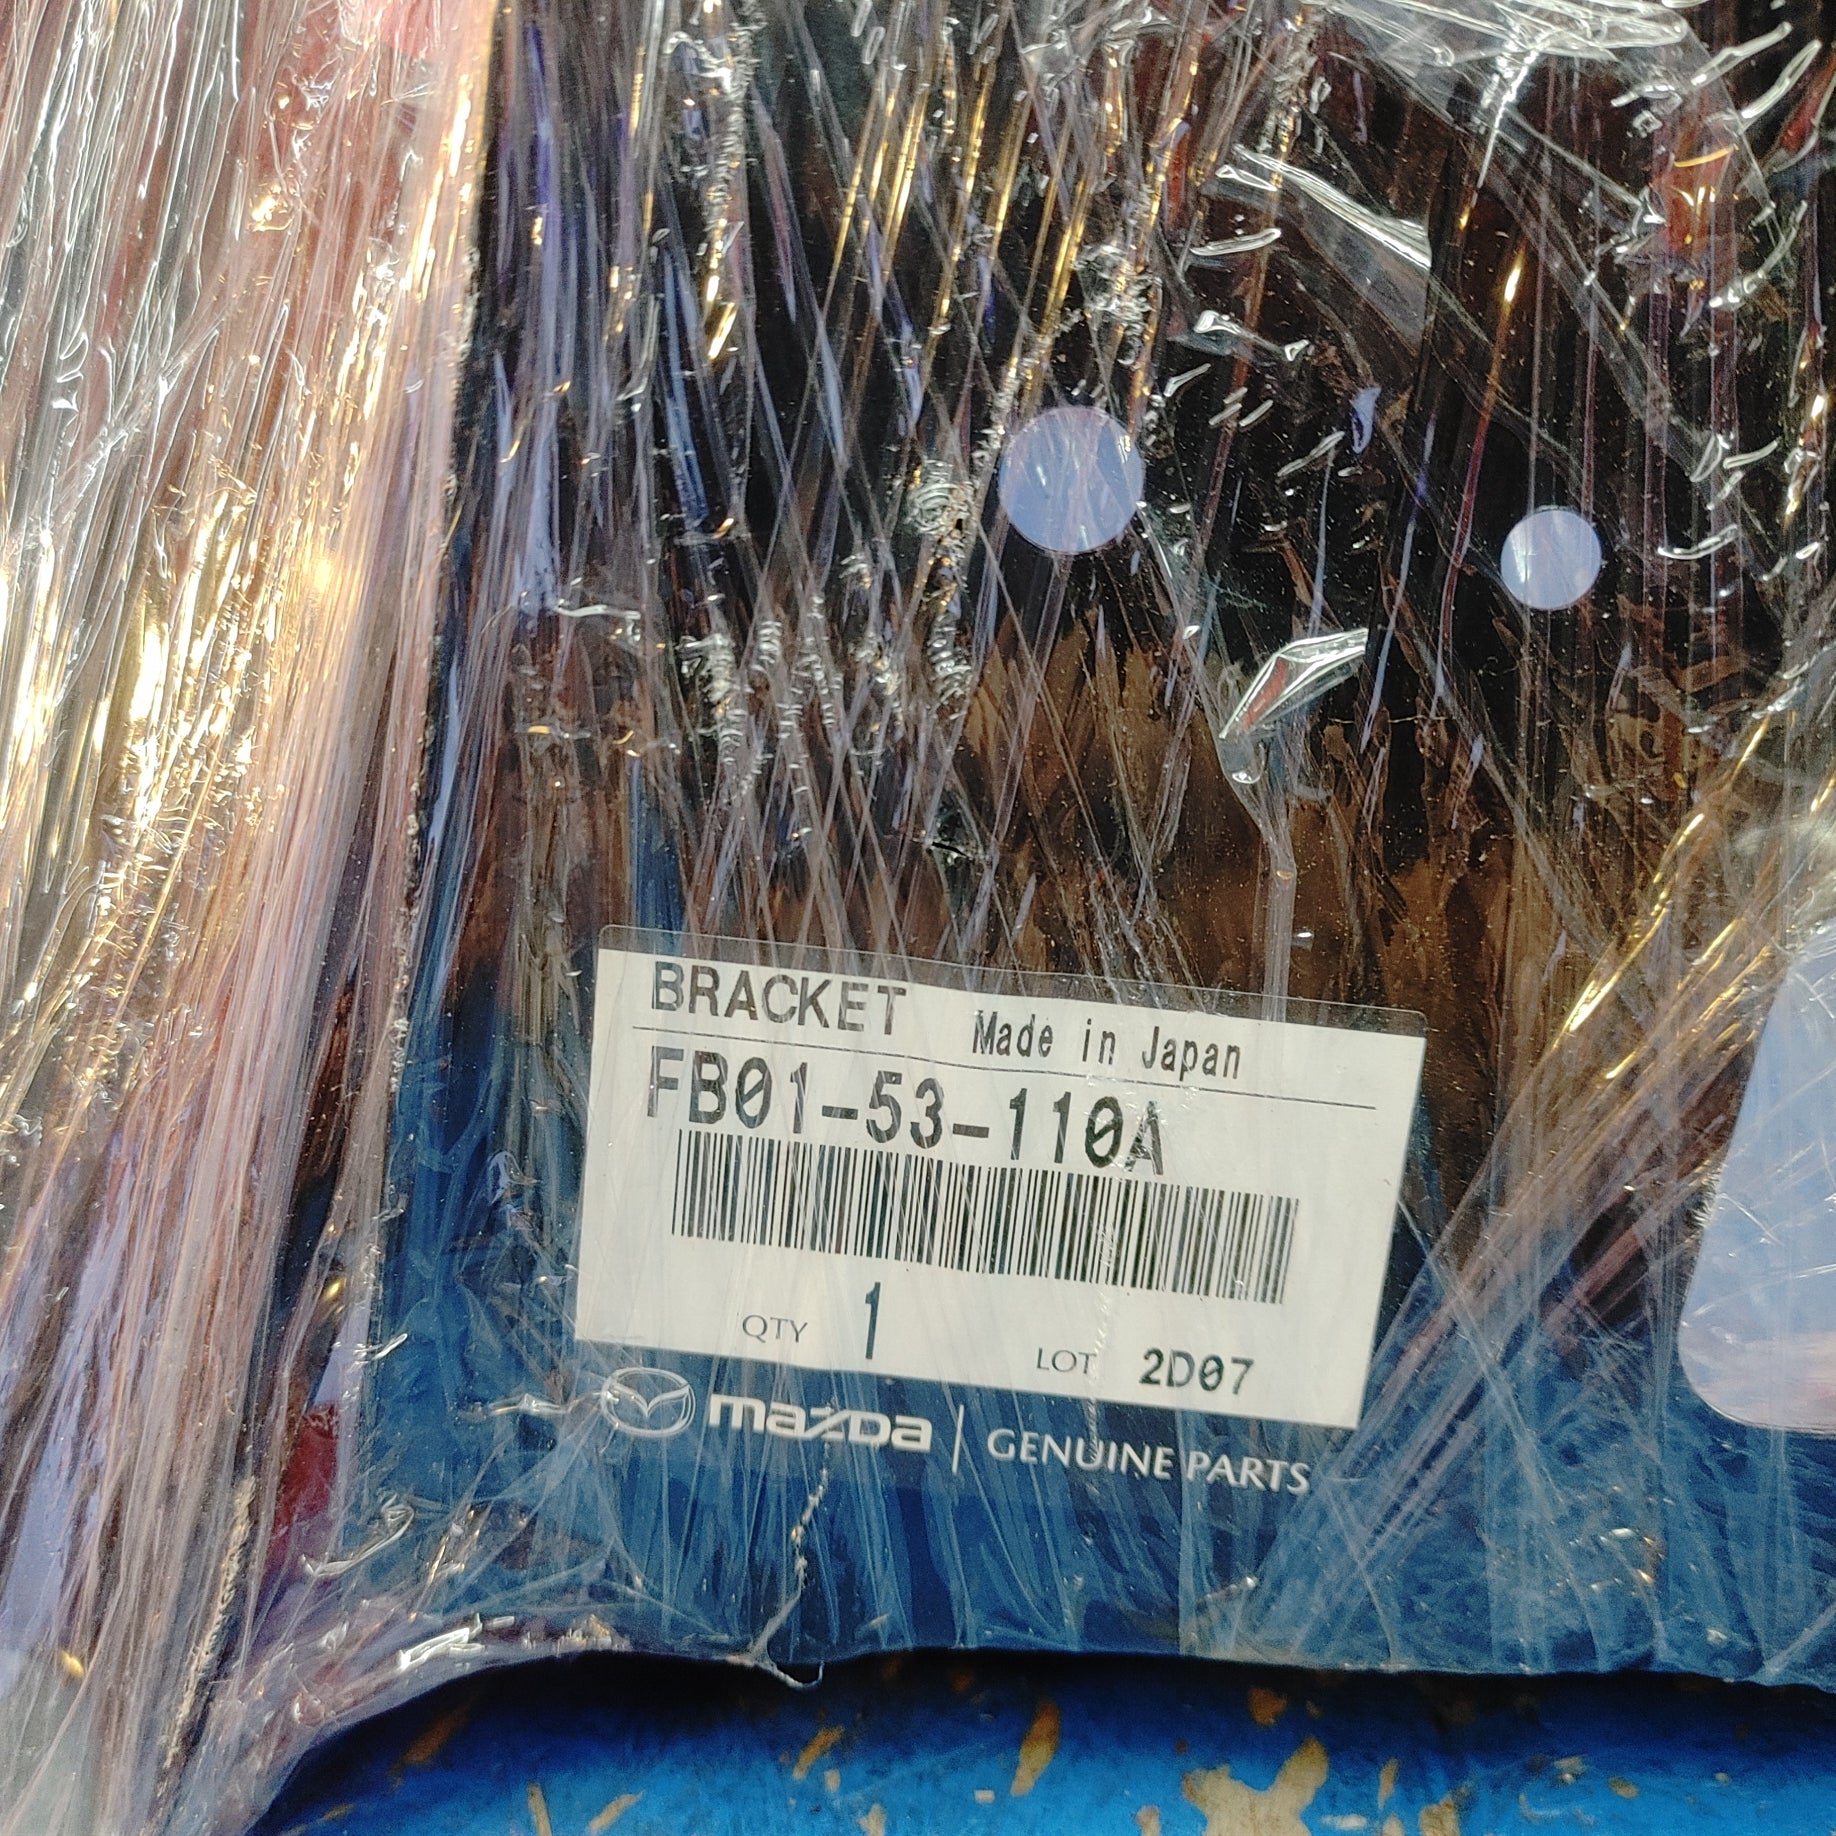 BRACKET Made in Japan
FB01-53-110A
QTY 1 LOT 2D07
mazda | GENUINE PARTS